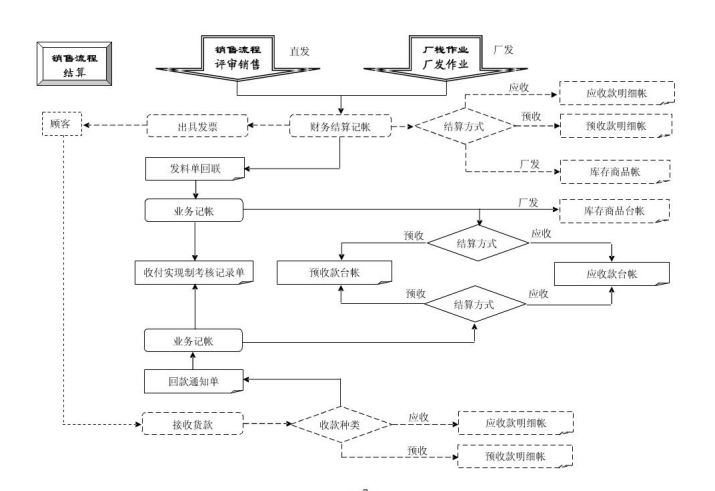 销售流程
结算
销售流程
评审销售
直发
厂栈作业
厂发作业
厂发
应收
应收款明细帐
顾客
出具发票
财务结算记帐
结算方式
预收
预收款明细帐
发料单回联
厂发
库存商品帐
业务记帐
厂发
库存商品台帐
预收
结算方式
应收
收付实现制考核记录单
预收款台帐
应收款台帐
预收
结算方式
应收
业务记帐
回款通知单
接收货款
收款种类
应收
应收款明细帐
预收
预收款明细帐